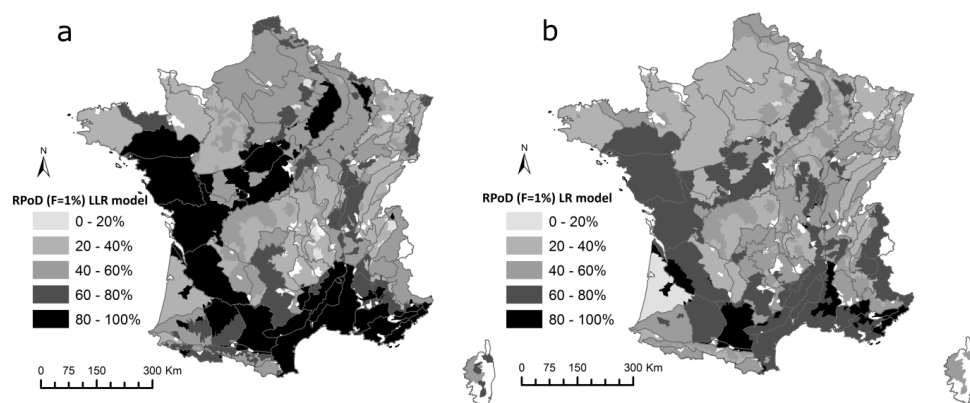 a
N
RPoD (F=1%) LLR model
0 - 20%
20 - 40%
40 - 60%
60 - 80%
80 - 100%
0 75 150 300 Km
b
N
RPoD (F=1%) LR model
0 - 20%
20 - 40%
40 - 60%
60 - 80%
80 - 100%
0 75 150 300 Km